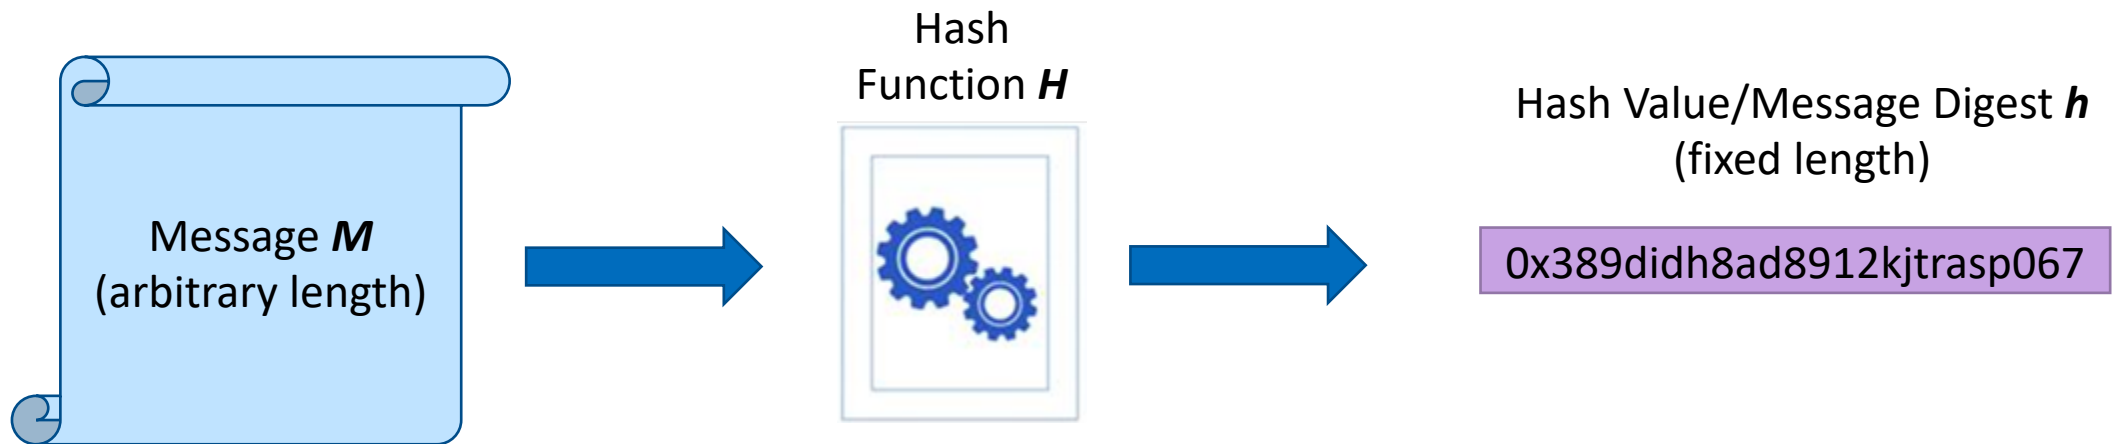 Message M
(arbitrary length)
Hash
Function H
Hash Value/Message Digest h
(fixed length)
0x389didh8ad8912kjtrasp067